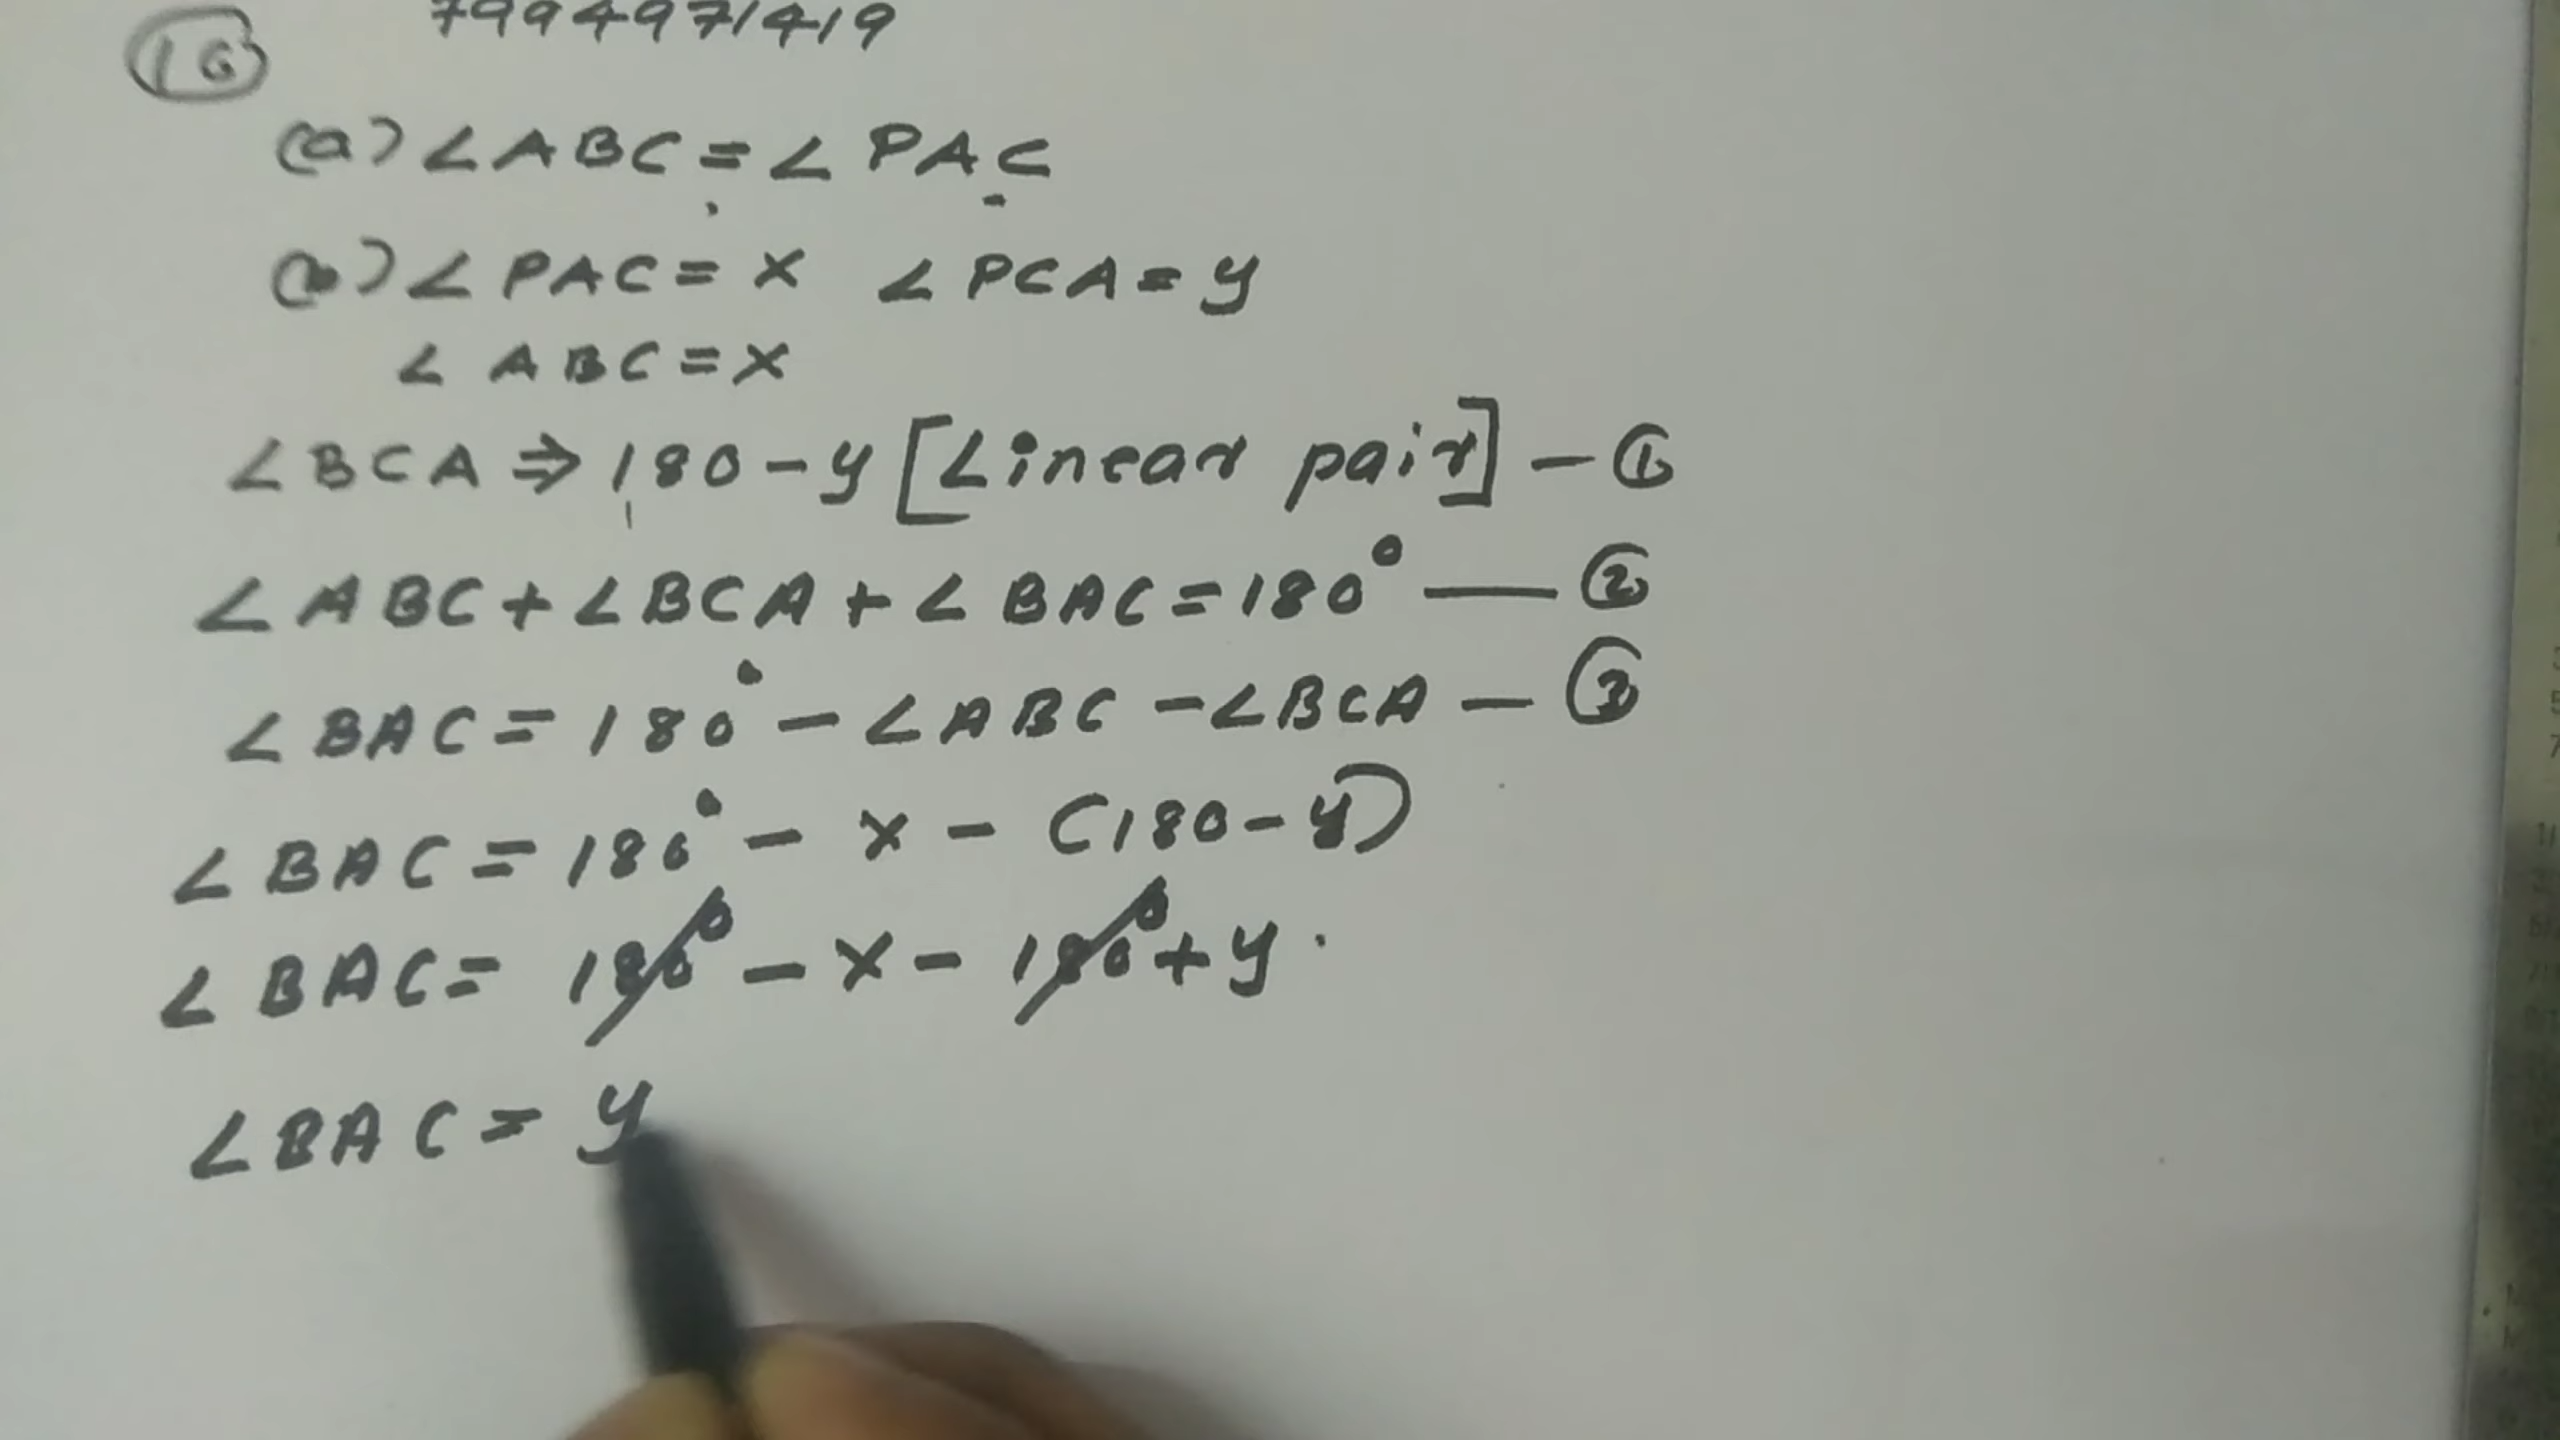 7994971419
16
(a) ∠ABC = ∠PAC
(b) ∠PAC = x ∠PCA = y
∠ABC = x
∠BCA ⇒ 180 - y [Linear pair] - ①
∠ABC + ∠BCA + ∠BAC = 180° — ②
∠BAC = 180° - ∠ABC - ∠BCA - ③
∠BAC = 180° - x - (180 - y)
∠BAC = 180° - x - 180° + y.
∠BAC = y